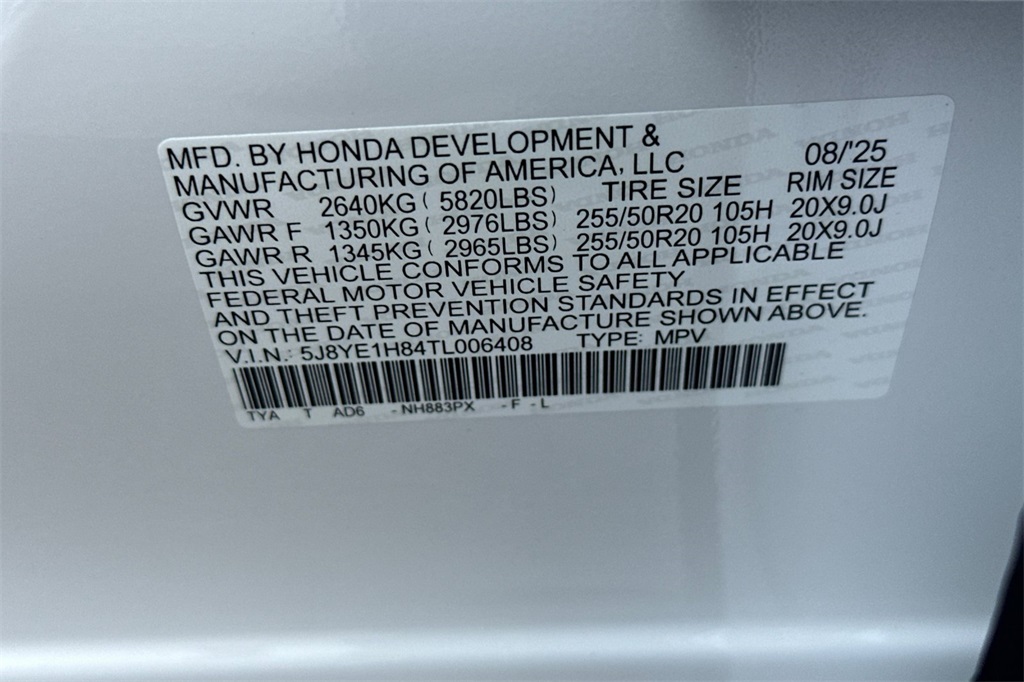 MFD. BY HONDA DEVELOPMENT & 08/'25
MANUFACTURING OF AMERICA, LLC
TIRE SIZE RIM SIZE
GVWR 2640KG ( 5820LBS)
GAWR F 1350KG ( 2976LBS) 255/50R20 105H 20X9.0J
GAWR R 1345KG ( 2965LBS) 255/50R20 105H 20X9.0J
THIS VEHICLE CONFORMS TO ALL APPLICABLE
FEDERAL MOTOR VEHICLE SAFETY
AND THEFT PREVENTION STANDARDS IN EFFECT
ON THE DATE OF MANUFACTURE SHOWN ABOVE.
V.I.N.: 5J8YE1H84TL006408 TYPE: MPV
TYA T AD6 - NH883PX - F - L